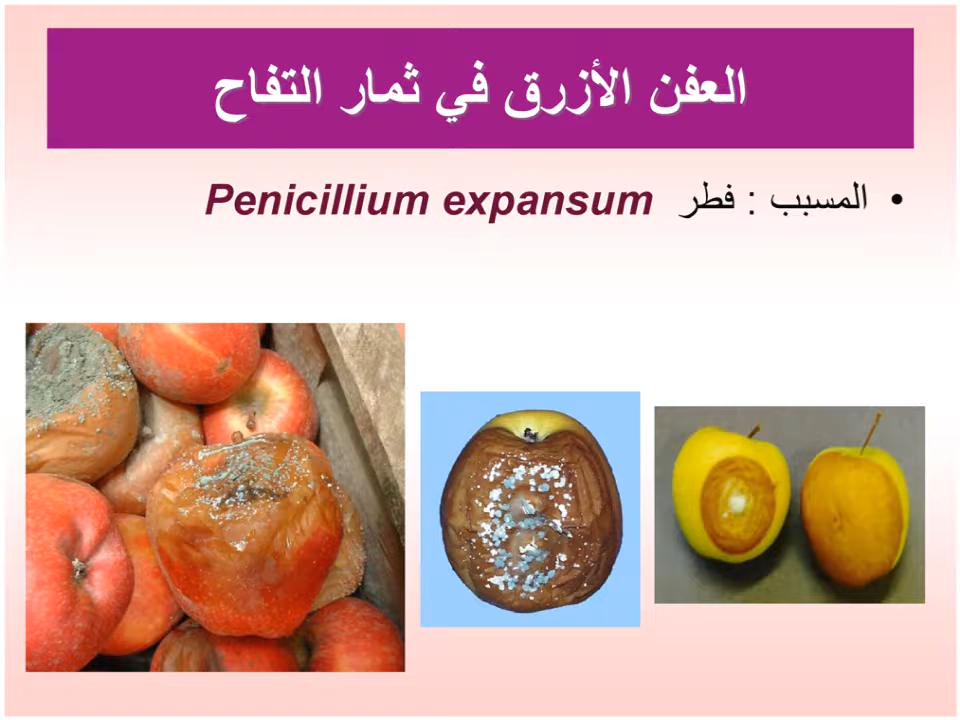 العفن الأزرق في ثمار التفاح
• المسبب : فطر Penicillium expansum